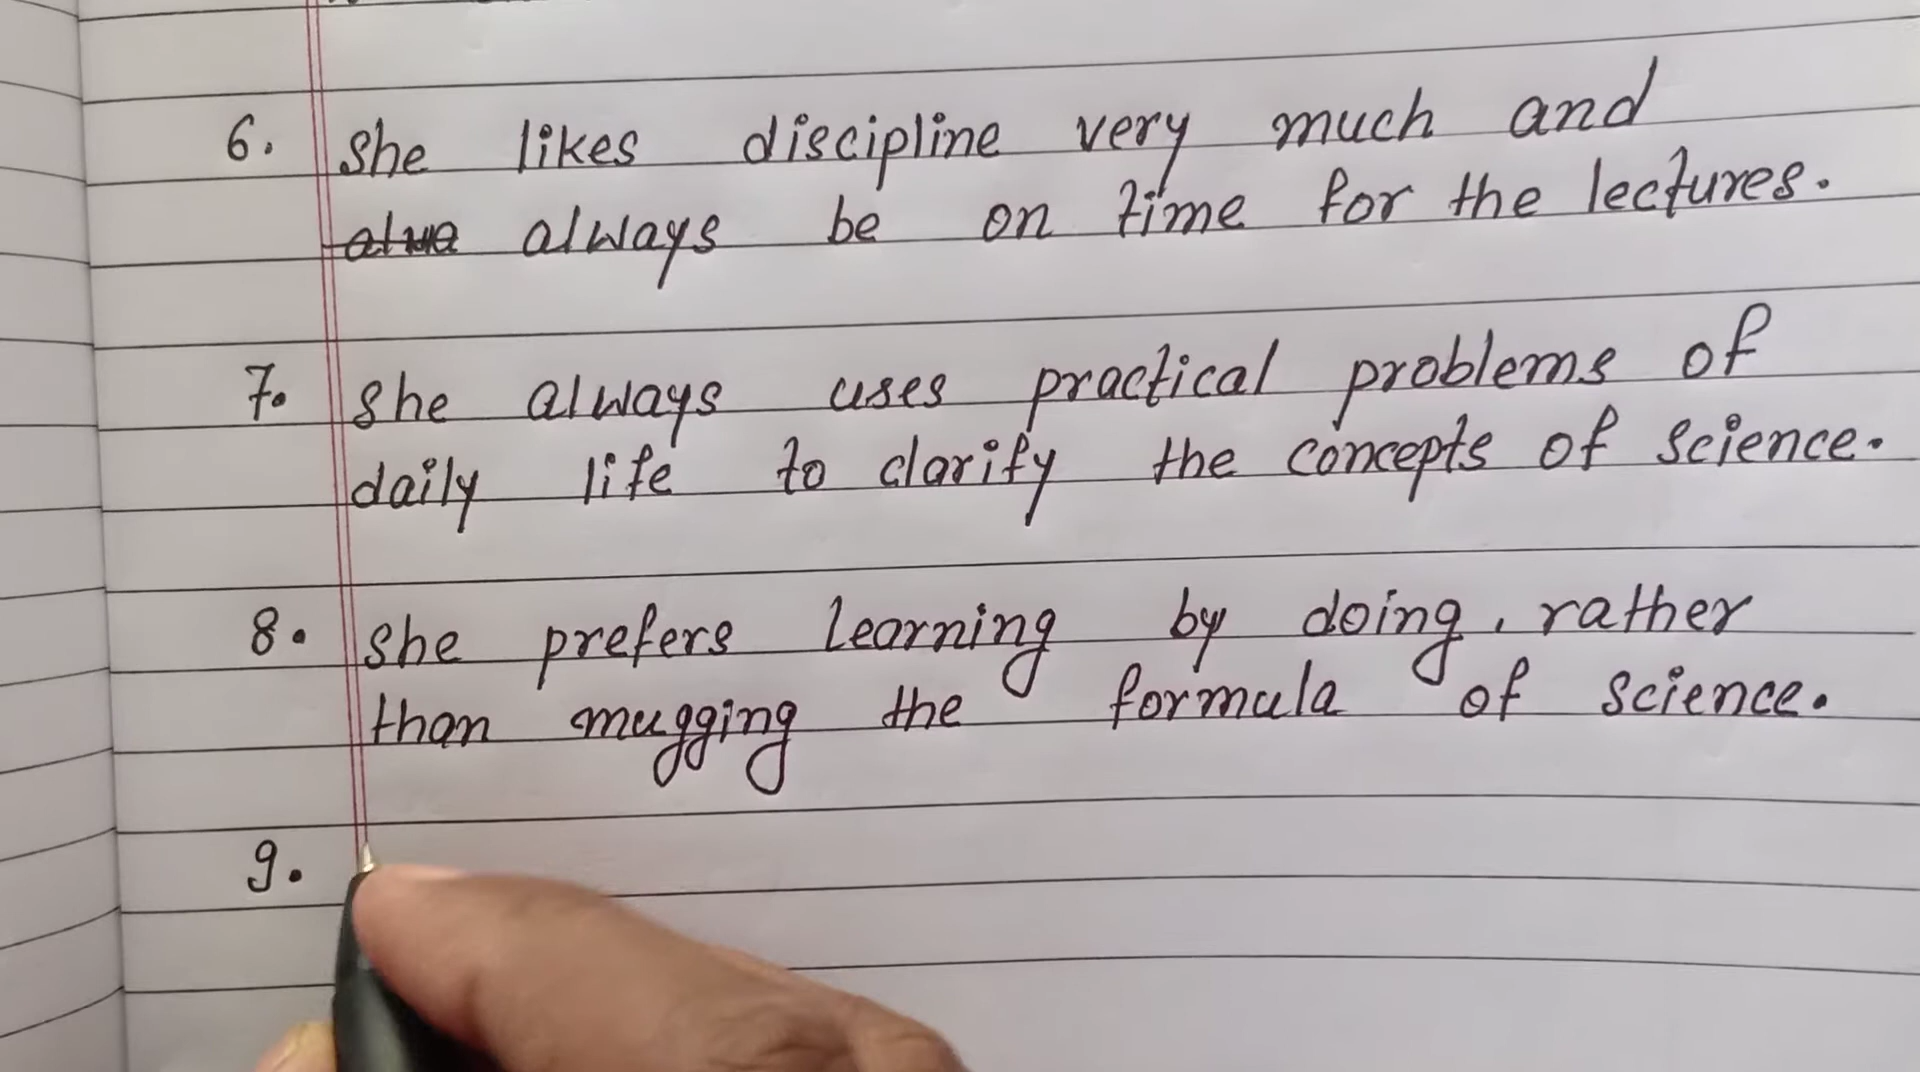 6. She likes discipline very much and
always be on time for the lectures.
7. She always uses practical problems of
daily life to clarify the concepts of science.
8. She prefers learning by doing, rather
than mugging the formula of science.
9.